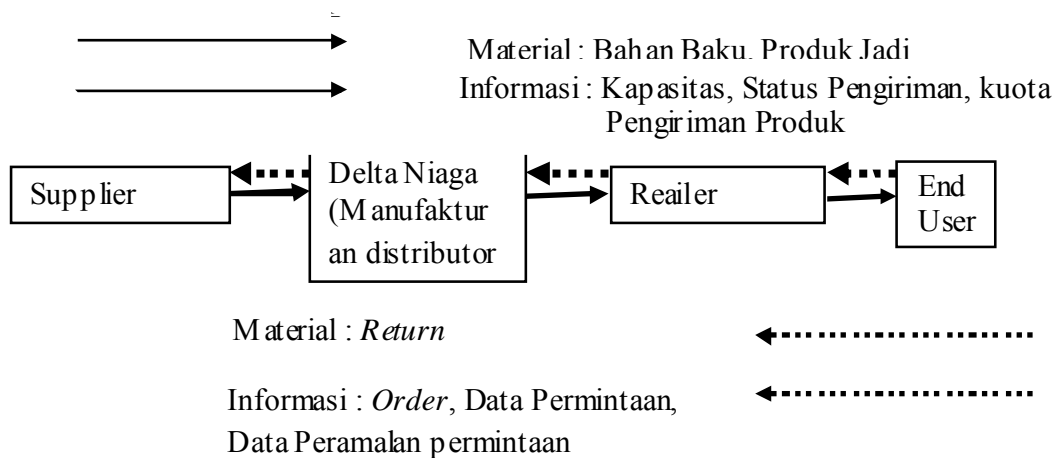 Material : Bahan Baku, Produk Jadi
Informasi : Kapasitas, Status Pengiriman, kuota
Pengiriman Produk
Supplier
Delta Niaga
(Manufaktur
an distributor
Reailer
End
User
Material : Return
Informasi : Order, Data Permintaan,
Data Peramalan permintaan